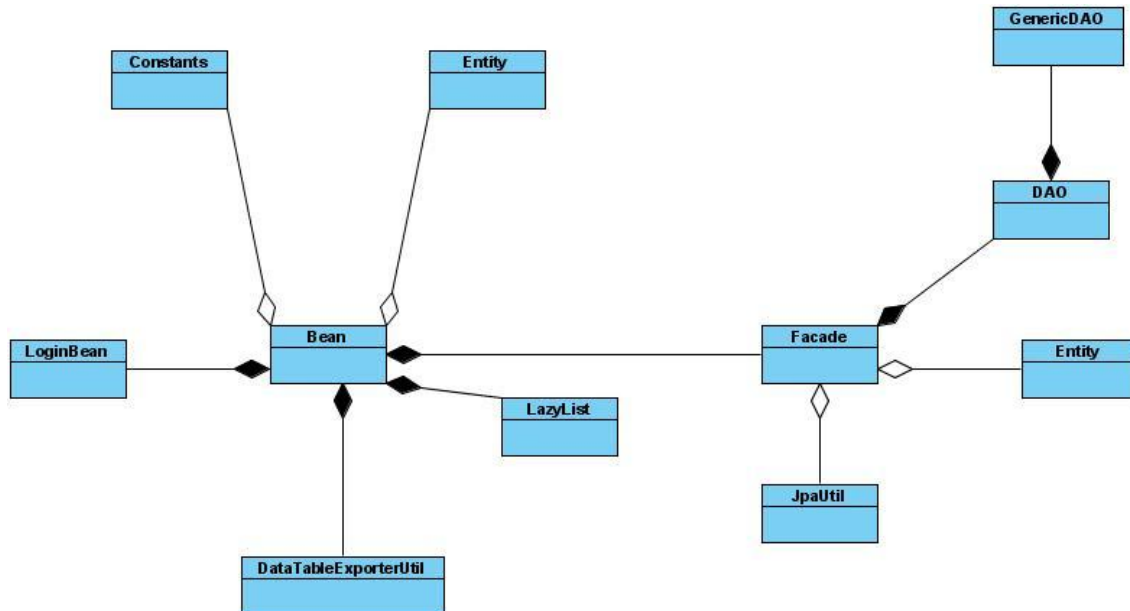 GenericDAO
Constants
Entity
DAO
Bean
Facade
LoginBean
Entity
LazyList
JpaUtil
DataTableExporterUtil